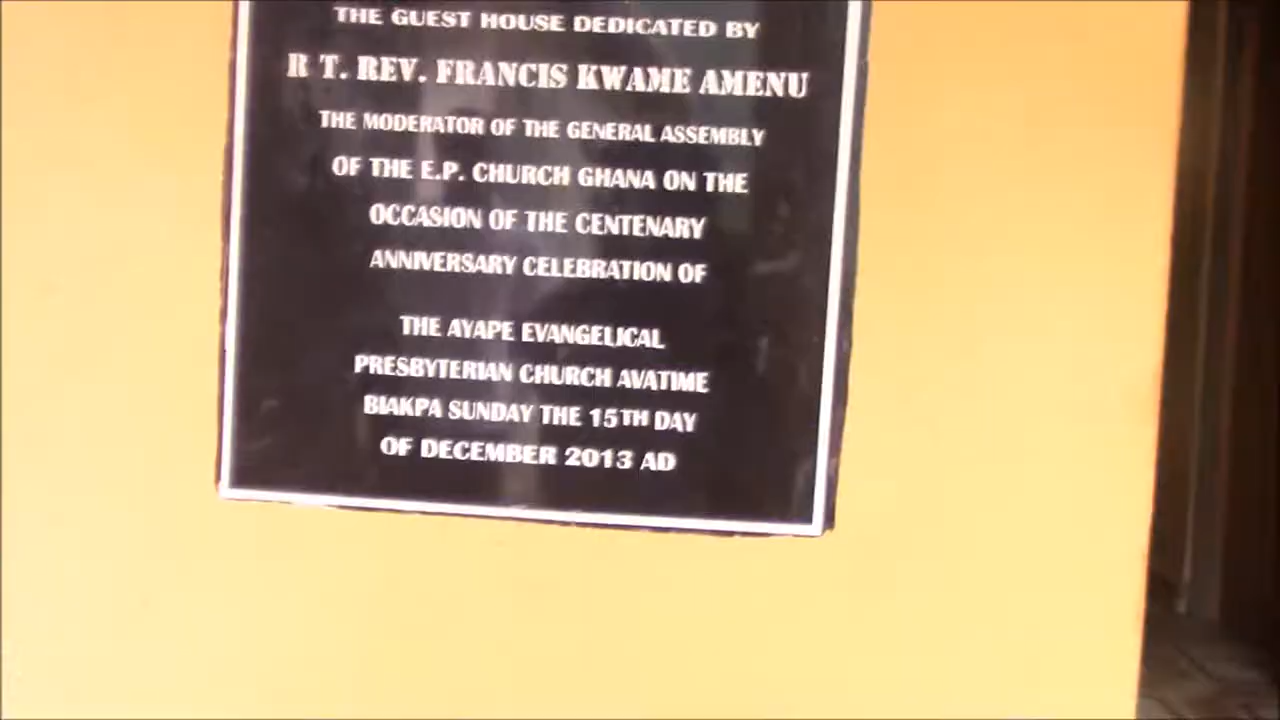 THE GUEST HOUSE DEDICATED BY
R T. REV. FRANCIS KWAME AMENU
THE MODERATOR OF THE GENERAL ASSEMBLY
OF THE E.P. CHURCH GHANA ON THE
OCCASION OF THE CENTENARY
ANNIVERSARY CELEBRATION OF
THE AYAPE EVANGELICAL
PRESBYTERIAN CHURCH AVATIME
BIAKPA SUNDAY THE 15TH DAY
OF DECEMBER 2013 AD